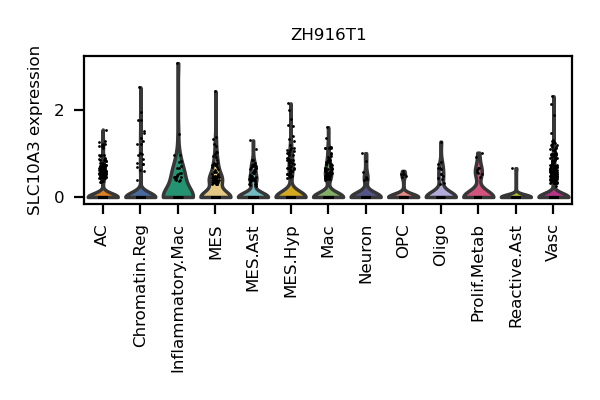 ZH916T1
SLC10A3 expression
2
0
AC
Chromatin.Reg
Inflammatory.Mac
MES
MES.Ast
MES.Hyp
Mac
Neuron
OPC
Oligo
Prolif.Metab
Reactive.Ast
Vasc